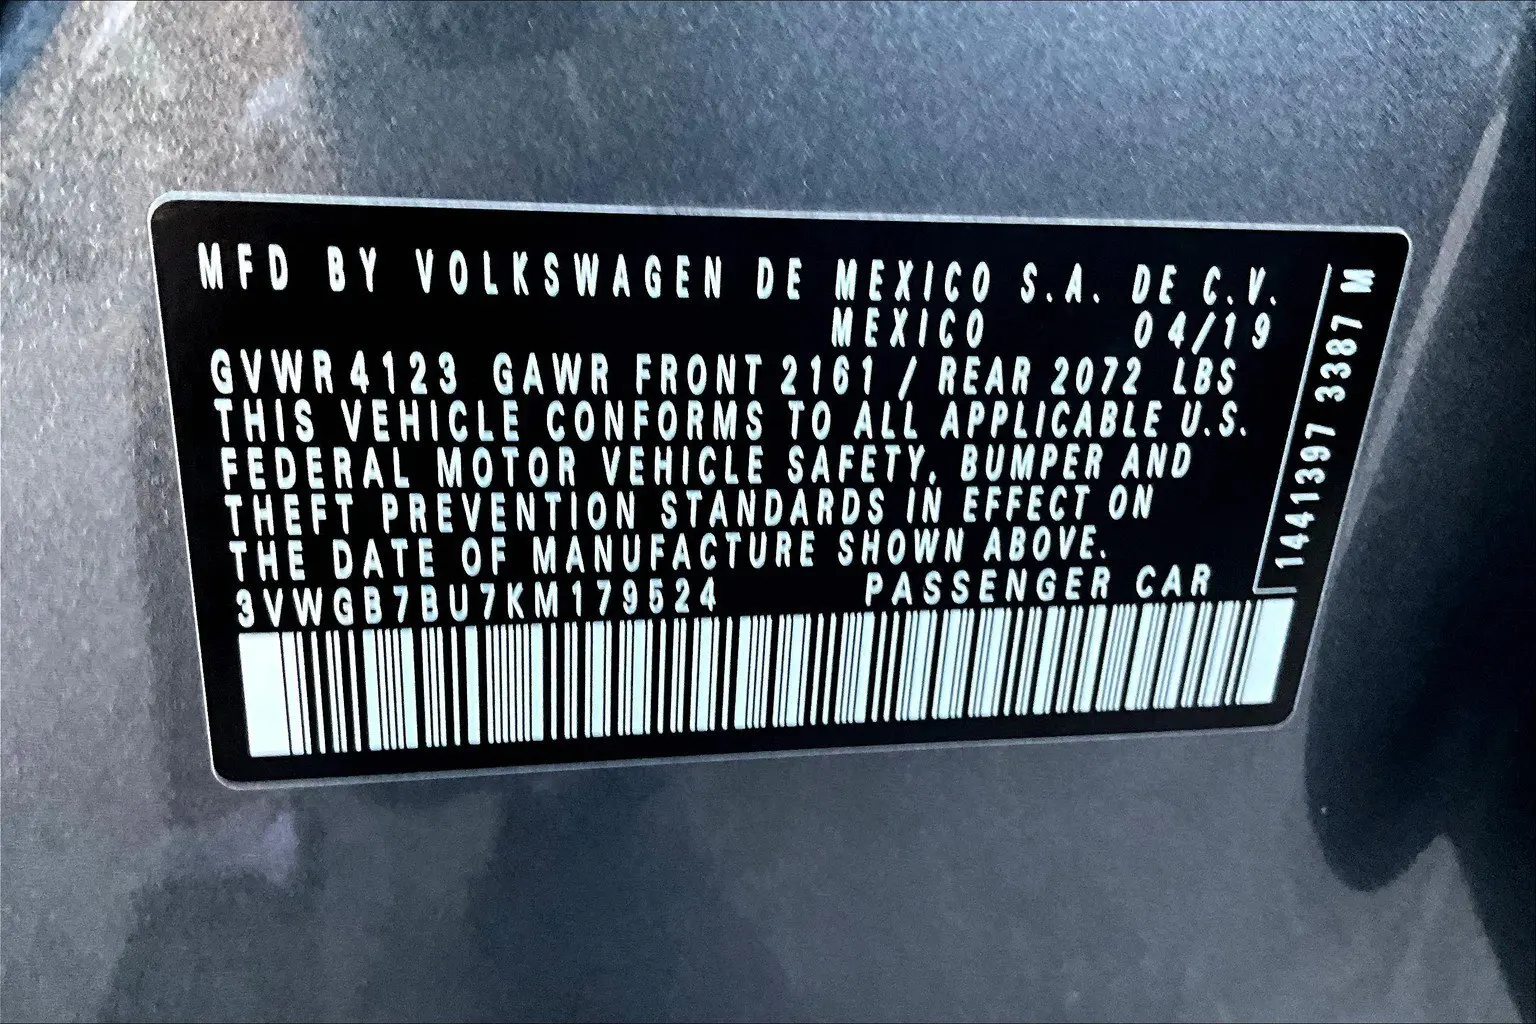 MFD BY VOLKSWAGEN DE MEXICO S.A. DE C.V.
MEXICO 04/19
GVWR 4123 GAWR FRONT 2161 / REAR 2072 LBS
THIS VEHICLE CONFORMS TO ALL APPLICABLE U.S.
FEDERAL MOTOR VEHICLE SAFETY, BUMPER AND
THEFT PREVENTION STANDARDS IN EFFECT ON
THE DATE OF MANUFACTURE SHOWN ABOVE.
3VWGB7BU7KM179524 PASSENGER CAR
1441397 3387 M